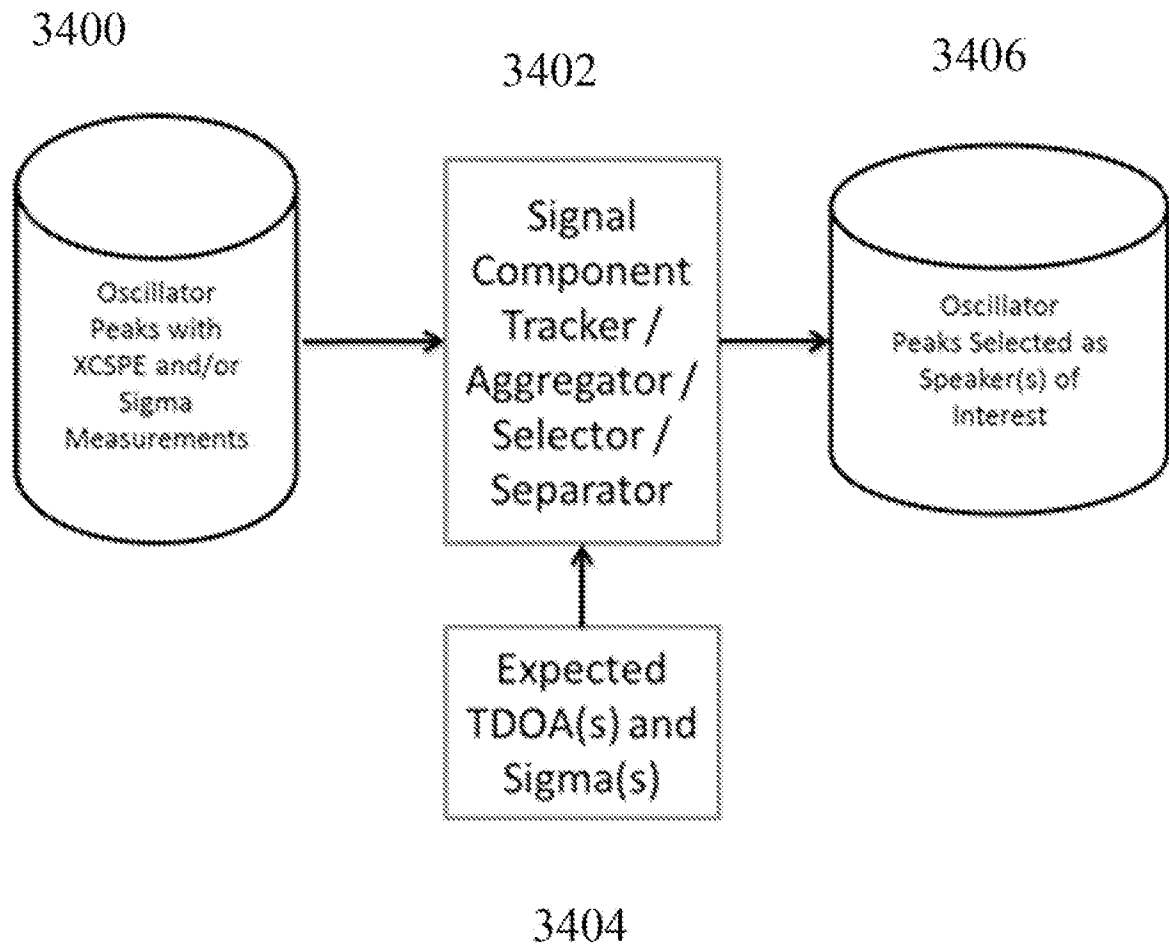 3400
3402
3406
Oscillator
Peaks with
XCSPE and/or
Sigma
Measurements
Signal
Component
Tracker /
Aggregator /
Selector /
Separator
Oscillator
Peaks Selected as
Speaker(s) of
Interest
Expected
TDOA(s) and
Sigma(s)
3404